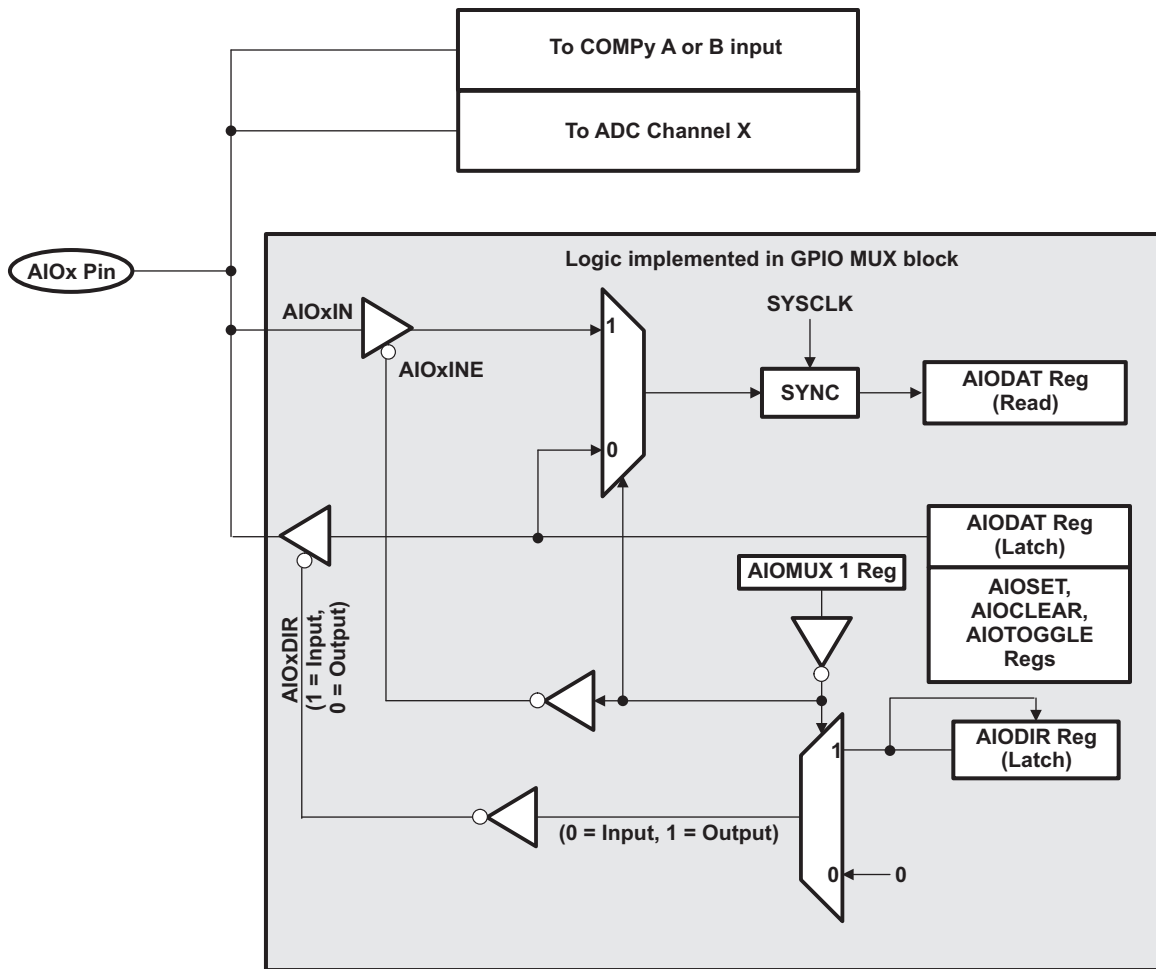 To COMPy A or B input
To ADC Channel X
AIOx Pin
Logic implemented in GPIO MUX block
AIOxIN
SYSCLK
1
AIOxINE
SYNC
AIODAT Reg
(Read)
0
AIODAT Reg
(Latch)
AIOMUX 1 Reg
AIOSET,
AIOCLEAR,
AIOTOGGLE
Regs
AIOxDIR
(1 = Input,
0 = Output)
1
AIODIR Reg
(Latch)
(0 = Input, 1 = Output)
0
0